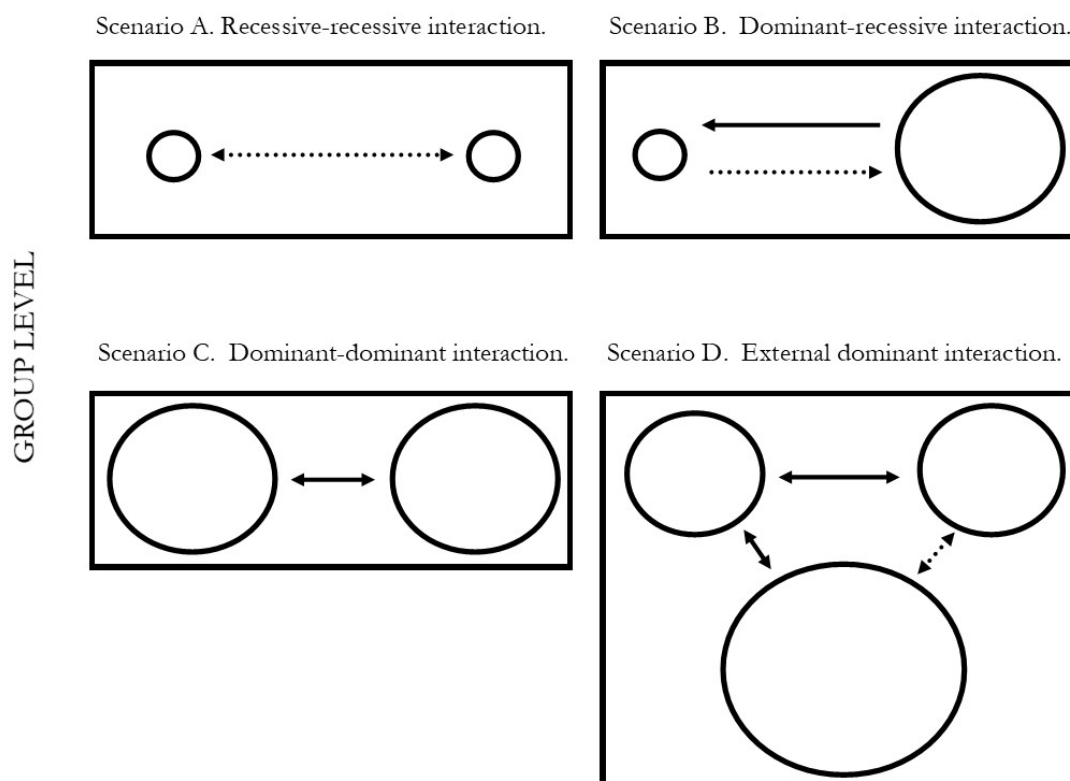 Scenario A. Recessive-recessive interaction.
Scenario B.  Dominant-recessive interaction.
GROUP LEVEL
Scenario C.  Dominant-dominant interaction.
Scenario D.  External dominant interaction.